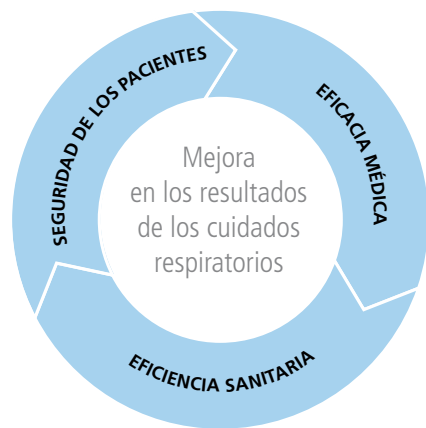 SEGURIDAD DE LOS PACIENTES
EFICACIA MÉDICA
Mejora
en los resultados
de los cuidados
respiratorios
EFICIENCIA SANITARIA